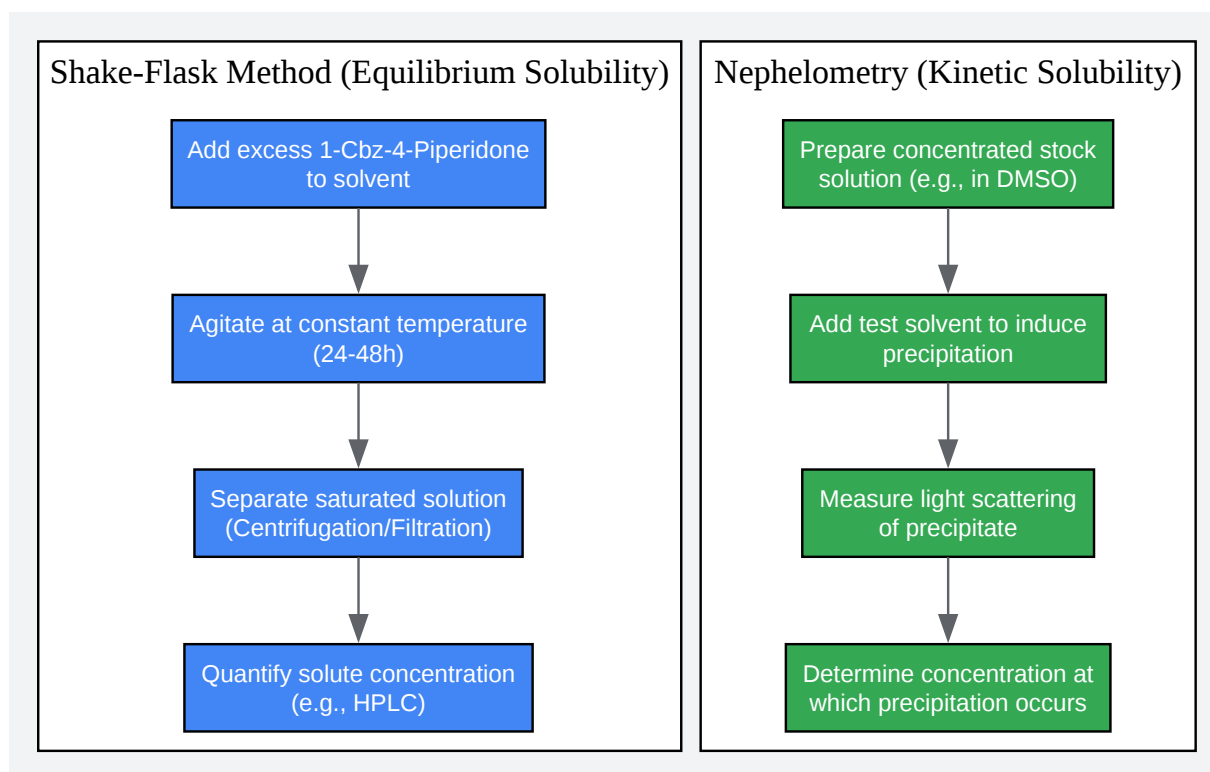 Shake-Flask Method (Equilibrium Solubility)
Add excess 1-Cbz-4-Piperidone
to solvent
Agitate at constant temperature
(24-48h)
Separate saturated solution
(Centrifugation/Filtration)
Quantify solute concentration
(e.g., HPLC)
Nephelometry (Kinetic Solubility)
Prepare concentrated stock
solution (e.g., in DMSO)
Add test solvent to induce
precipitation
Measure light scattering
of precipitate
Determine concentration at
which precipitation occurs